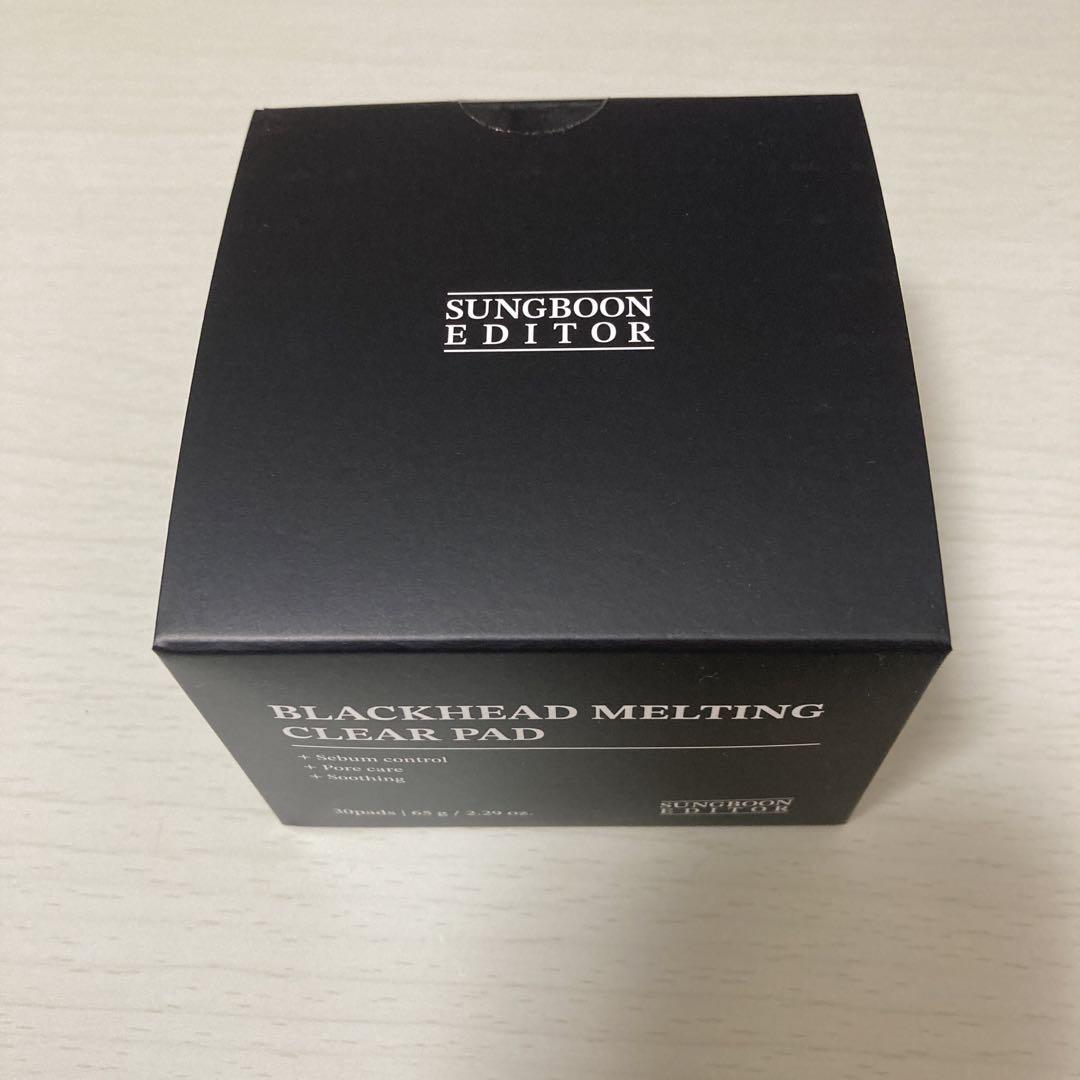 SUNGBOON
EDITOR
BLACKHEAD MELTING
CLEAR PAD
+ Sebum control
+ Pore care
+ Soothing
30pads | 65 g / 2.29 oz.
SUNGBOON
EDITOR